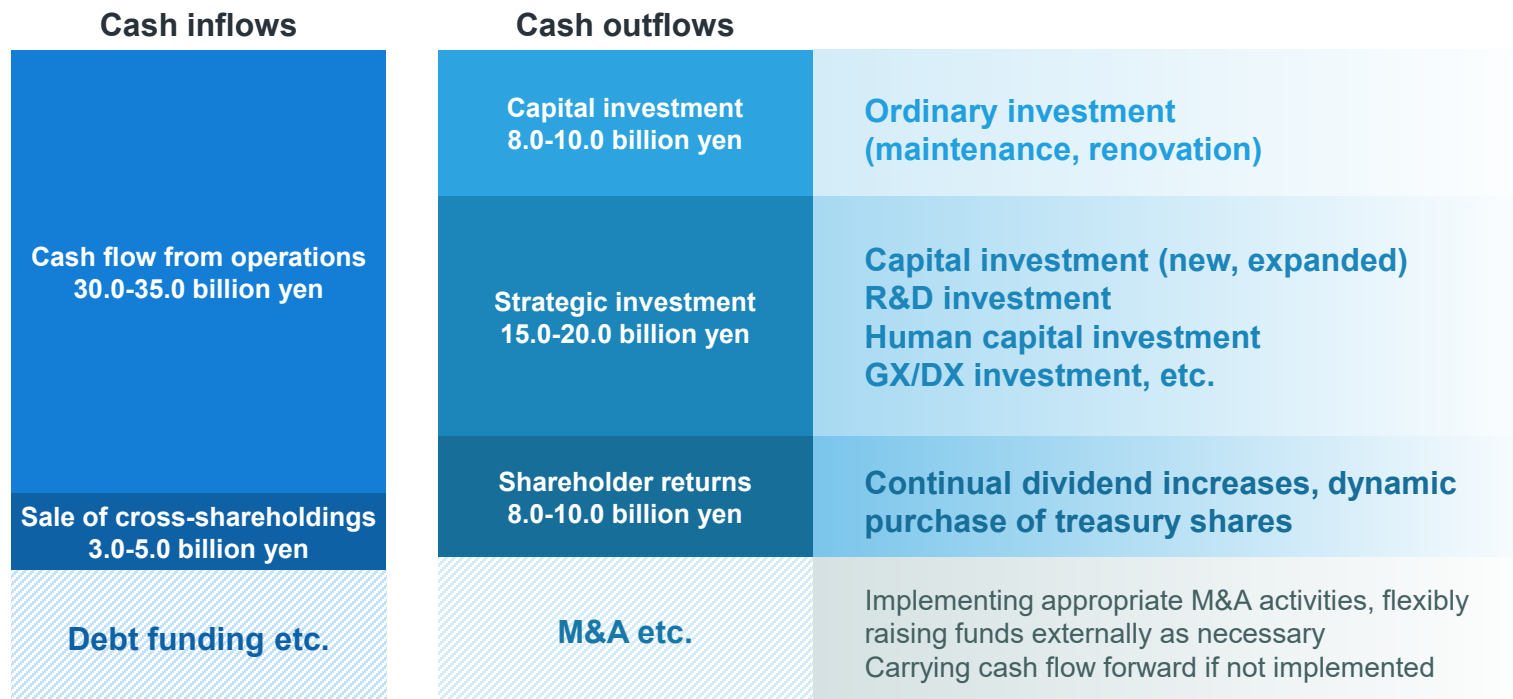 Cash inflows
Cash flow from operations
30.0-35.0 billion yen
Sale of cross-shareholdings
3.0-5.0 billion yen
Debt funding etc.
Cash outflows
Capital investment
8.0-10.0 billion yen
Ordinary investment
(maintenance, renovation)
Strategic investment
15.0-20.0 billion yen
Capital investment (new, expanded)
R&D investment
Human capital investment
GX/DX investment, etc.
Shareholder returns
8.0-10.0 billion yen
Continual dividend increases, dynamic
purchase of treasury shares
M&A etc.
Implementing appropriate M&A activities, flexibly
raising funds externally as necessary
Carrying cash flow forward if not implemented